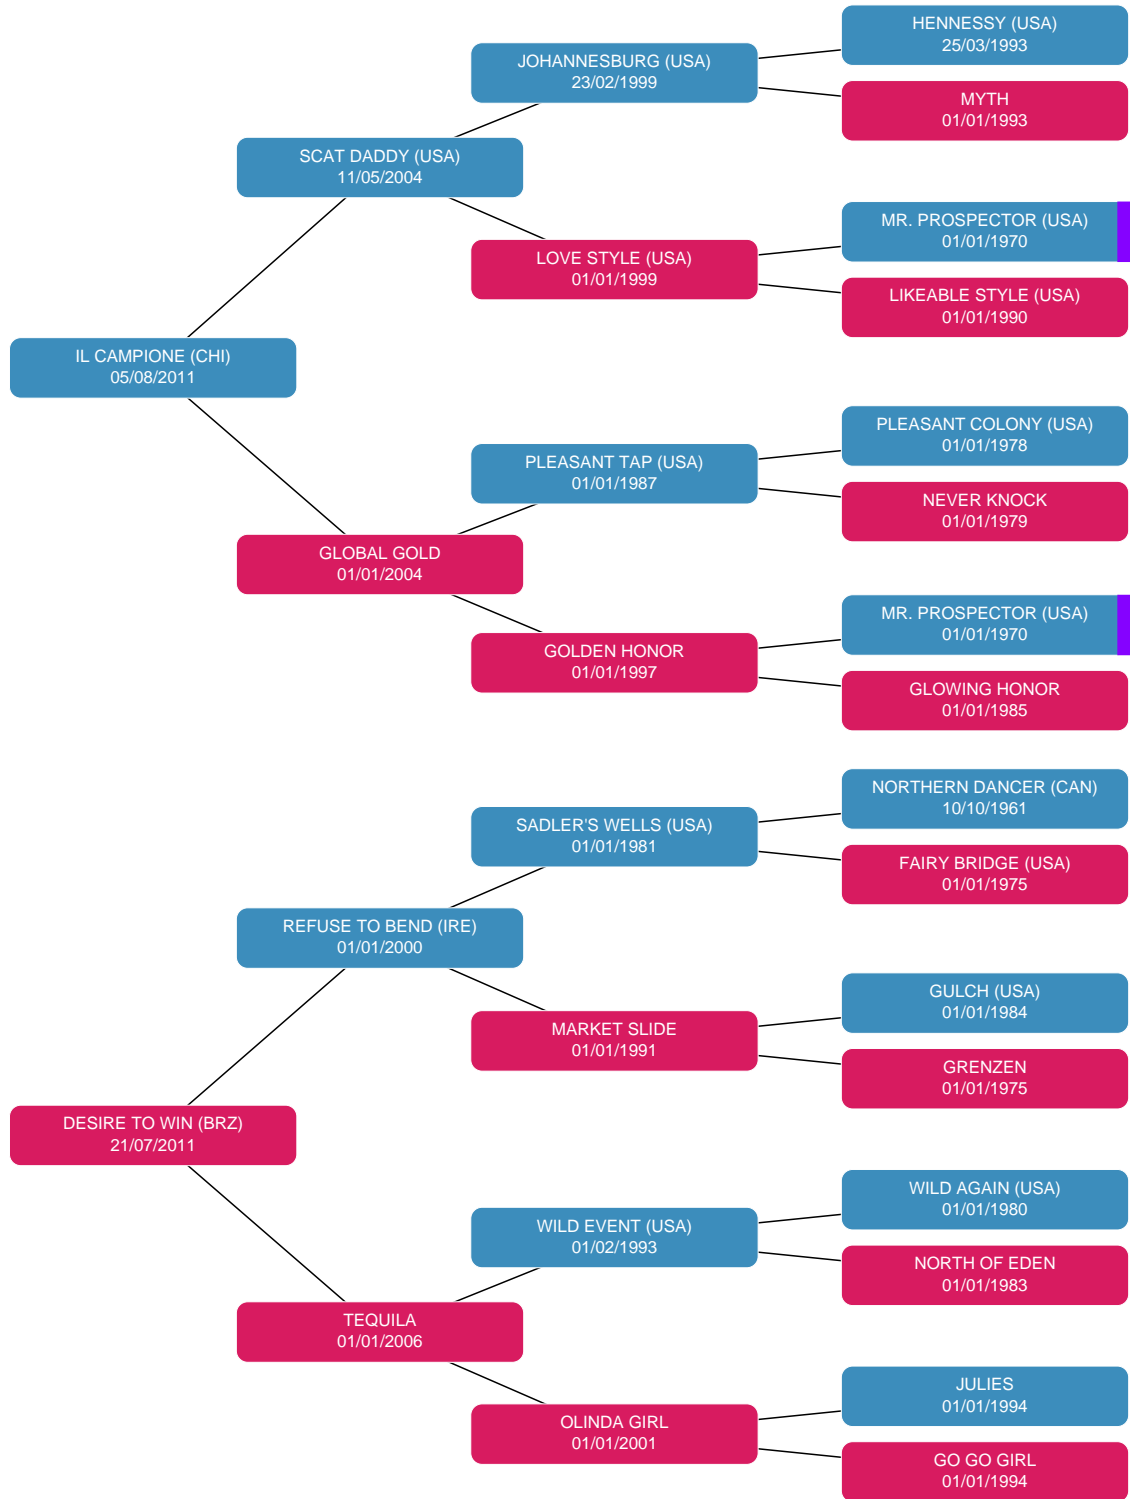 HENNESSY (USA)
25/03/1993
JOHANNESBURG (USA)
23/02/1999
MYTH
01/01/1993
SCAT DADDY (USA)
11/05/2004
MR. PROSPECTOR (USA)
01/01/1970
LOVE STYLE (USA)
01/01/1999
LIKEABLE STYLE (USA)
01/01/1990
IL CAMPIONE (CHI)
05/08/2011
PLEASANT COLONY (USA)
01/01/1978
PLEASANT TAP (USA)
01/01/1987
NEVER KNOCK
01/01/1979
GLOBAL GOLD
01/01/2004
MR. PROSPECTOR (USA)
01/01/1970
GOLDEN HONOR
01/01/1997
GLOWING HONOR
01/01/1985
NORTHERN DANCER (CAN)
10/10/1961
SADLER'S WELLS (USA)
01/01/1981
FAIRY BRIDGE (USA)
01/01/1975
REFUSE TO BEND (IRE)
01/01/2000
GULCH (USA)
01/01/1984
MARKET SLIDE
01/01/1991
GRENZEN
01/01/1975
DESIRE TO WIN (BRZ)
21/07/2011
WILD AGAIN (USA)
01/01/1980
WILD EVENT (USA)
01/02/1993
NORTH OF EDEN
01/01/1983
TEQUILA
01/01/2006
JULIES
01/01/1994
OLINDA GIRL
01/01/2001
GO GO GIRL
01/01/1994